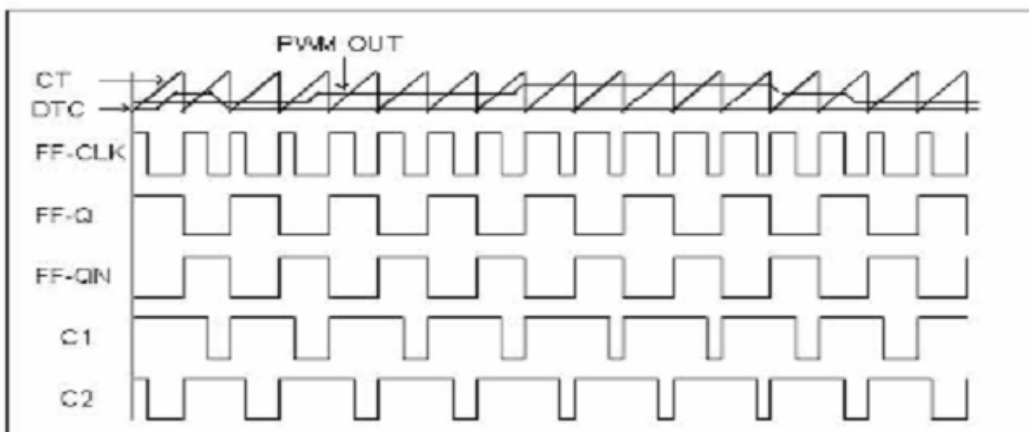 PWM OUT
CT
DTC
FF-CLK
FF-Q
FF-QN
C1
C2